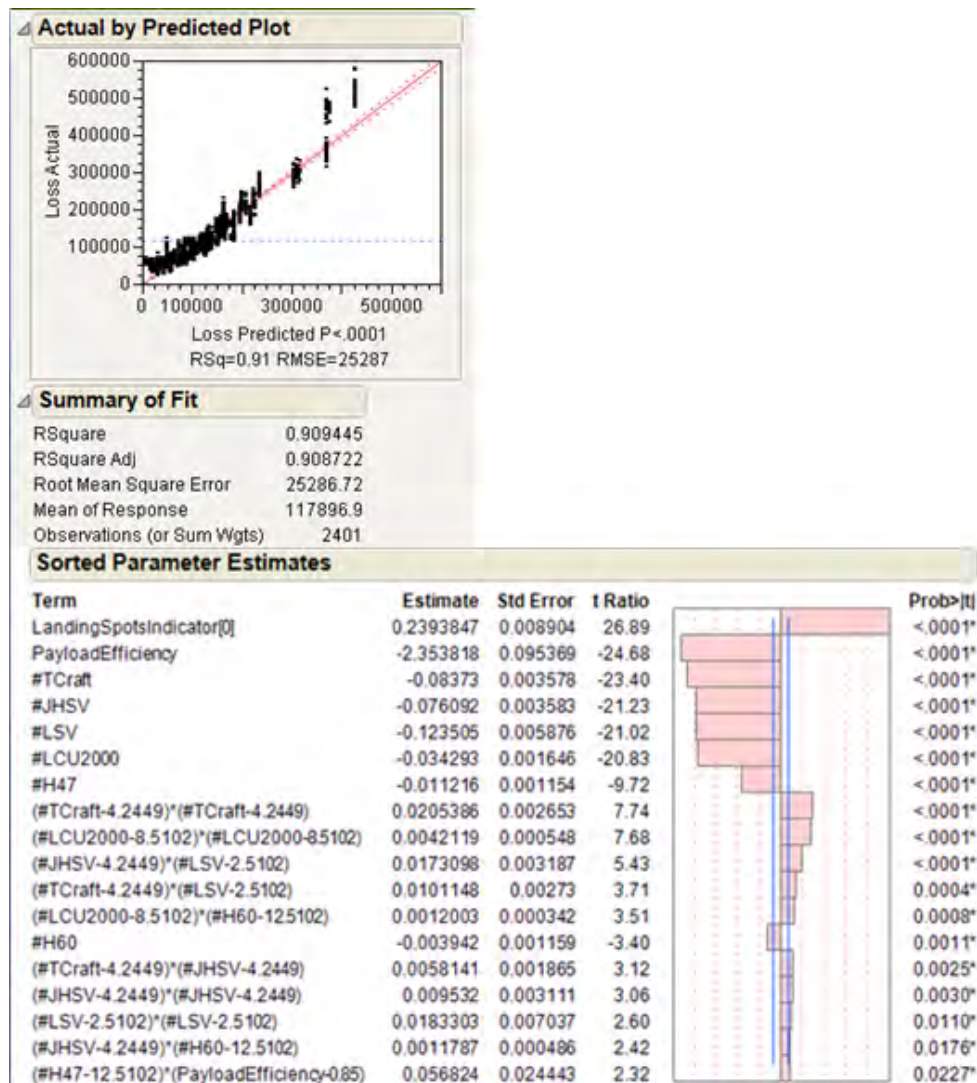 Actual by Predicted Plot
600000
500000
400000
300000
200000
100000
0
Loss Actual
0 100000 300000 500000
Loss Predicted P<.0001
RSq=0.91 RMSE=25287
Summary of Fit
RSquare 0.909445
RSquare Adj 0.908722
Root Mean Square Error 25286.72
Mean of Response 117896.9
Observations (or Sum Wgts) 2401
Sorted Parameter Estimates
Term Estimate Std Error t Ratio Prob>|t|
LandingSpotsIndicator[0] 0.2393847 0.008904 26.89 <.0001*
PayloadEfficiency -2.353818 0.095369 -24.68 <.0001*
#TCraft -0.08373 0.003578 -23.40 <.0001*
#JHSV -0.076092 0.003583 -21.23 <.0001*
#LSV -0.123505 0.005876 -21.02 <.0001*
#LCU2000 -0.034293 0.001646 -20.83 <.0001*
#H47 -0.011216 0.001154 -9.72 <.0001*
(#TCraft-4.2449)*(#TCraft-4.2449) 0.0205386 0.002653 7.74 <.0001*
(#LCU2000-8.5102)*(#LCU2000-8.5102) 0.0042119 0.000548 7.68 <.0001*
(#JHSV-4.2449)*(#LSV-2.5102) 0.0173098 0.003187 5.43 <.0001*
(#TCraft-4.2449)*(#LSV-2.5102) 0.0101148 0.00273 3.71 0.0004*
(#LCU2000-8.5102)*(#H60-12.5102) 0.0012003 0.000342 3.51 0.0008*
#H60 -0.003942 0.001159 -3.40 0.0011*
(#TCraft-4.2449)*(#JHSV-4.2449) 0.0058141 0.001865 3.12 0.0025*
(#JHSV-4.2449)*(#JHSV-4.2449) 0.009532 0.003111 3.06 0.0030*
(#LSV-2.5102)*(#LSV-2.5102) 0.0183303 0.007037 2.60 0.0110*
(#JHSV-4.2449)*(#H60-12.5102) 0.0011787 0.000486 2.42 0.0176*
(#H47-12.5102)*(PayloadEfficiency-0.85) 0.056824 0.024443 2.32 0.0227*